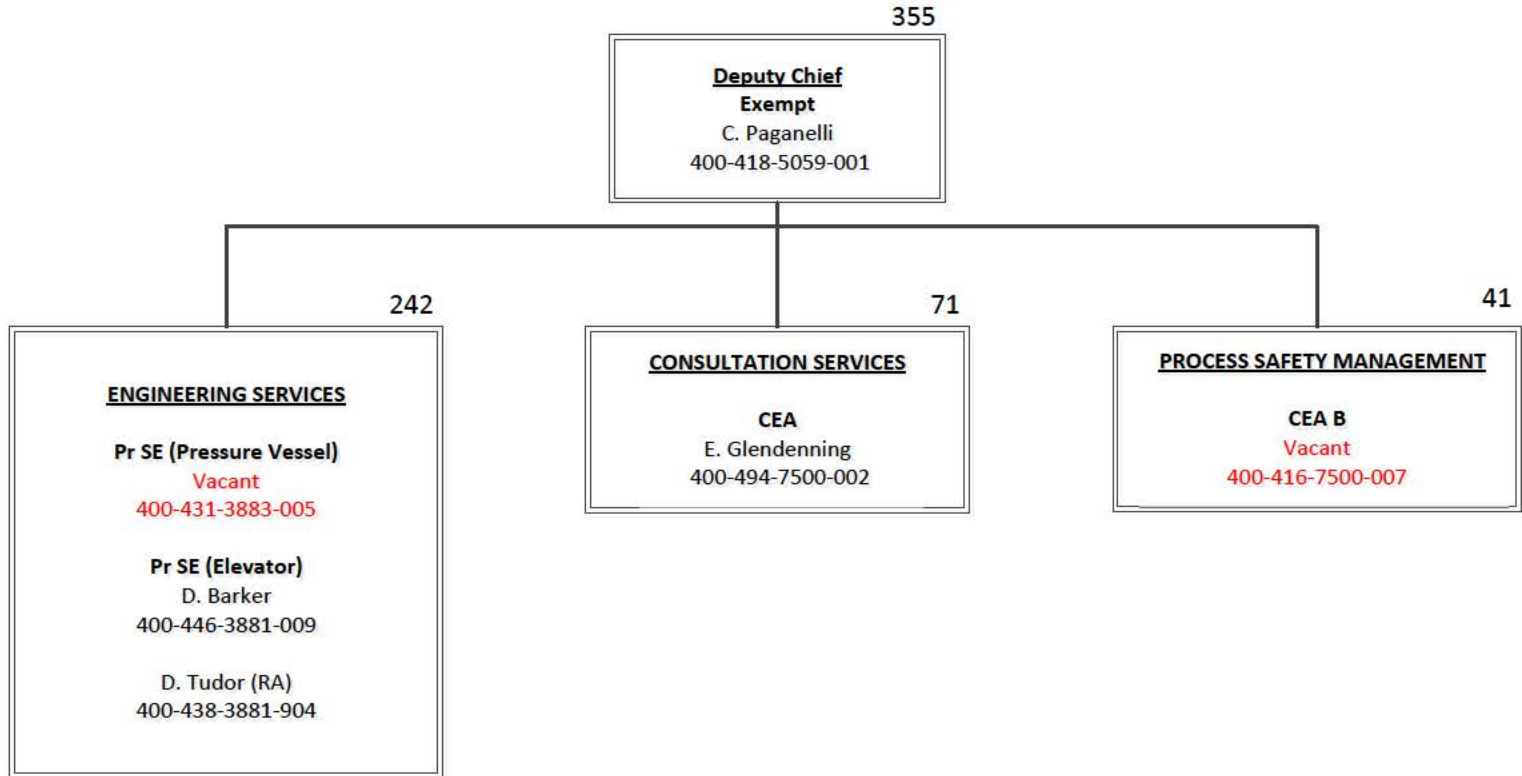 355
Deputy Chief
Exempt
C. Paganelli
400-418-5059-001
242
ENGINEERING SERVICES
Pr SE (Pressure Vessel)
Vacant
400-431-3883-005
Pr SE (Elevator)
D. Barker
400-446-3881-009
D. Tudor (RA)
400-438-3881-904
71
CONSULTATION SERVICES
CEA
E. Glendenning
400-494-7500-002
41
PROCESS SAFETY MANAGEMENT
CEA B
Vacant
400-416-7500-007